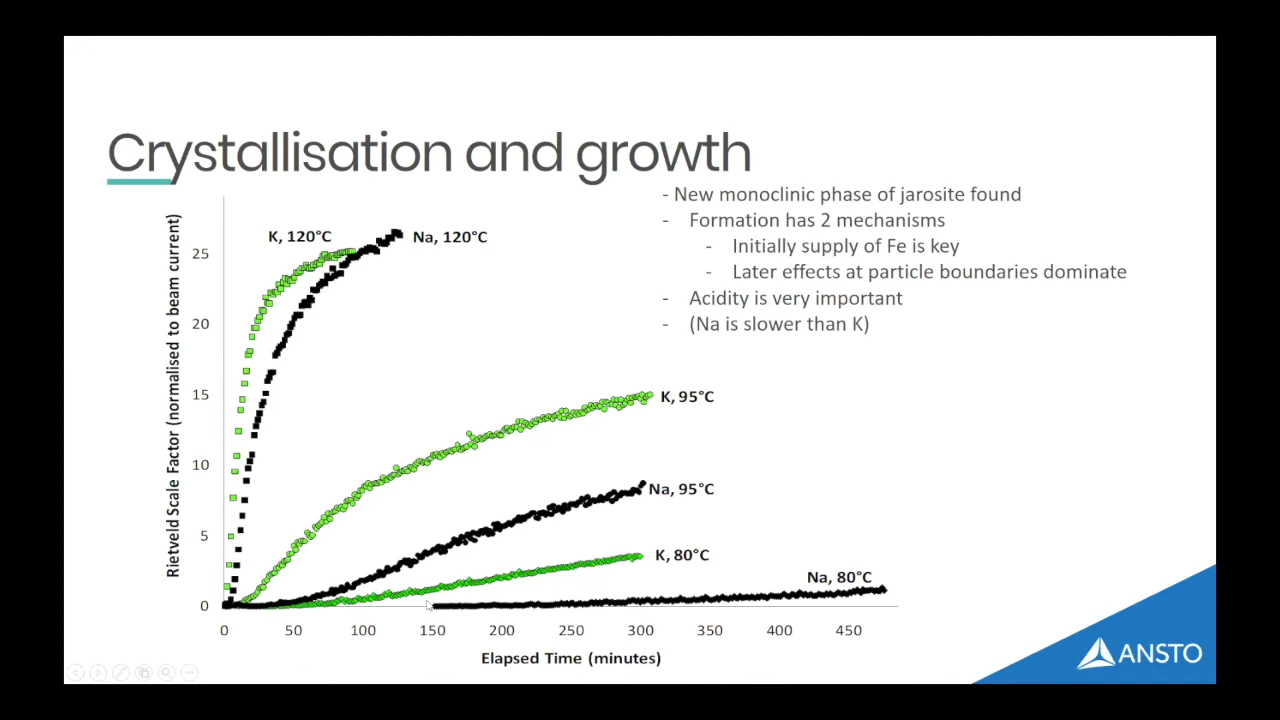 Crystallisation and growth
- New monoclinic phase of jarosite found
- Formation has 2 mechanisms
- Initially supply of Fe is key
- Later effects at particle boundaries dominate
- Acidity is very important
- (Na is slower than K)
Rietveld Scale Factor (normalised to beam current)
25
20
15
10
5
0
K, 120°C
Na, 120°C
K, 95°C
Na, 95°C
K, 80°C
Na, 80°C
0 50 100 150 200 250 300 350 400 450
Elapsed Time (minutes)
ANSTO